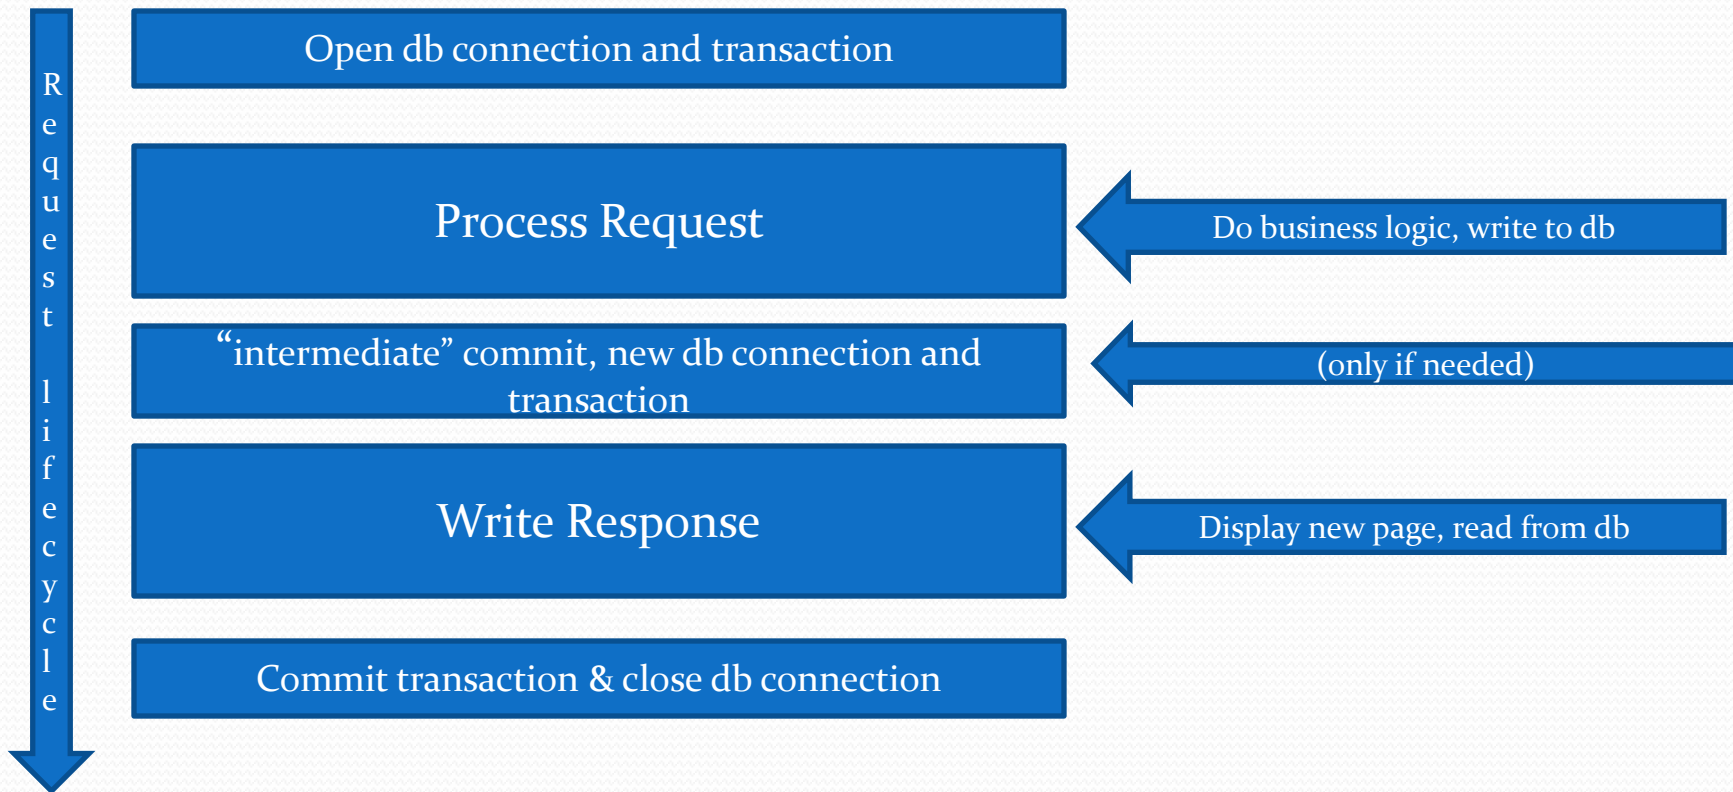 Request lifecycle
Open db connection and transaction
Process Request
Do business logic, write to db
“intermediate” commit, new db connection and
transaction
(only if needed)
Write Response
Display new page, read from db
Commit transaction & close db connection